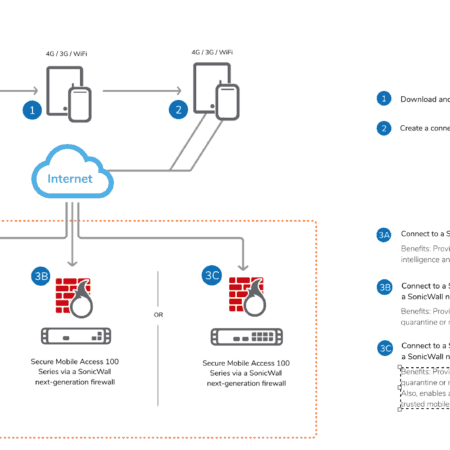 4G / 3G / WiFi
4G / 3G / WiFi
1
2
Internet
3B
3C
OR
Secure Mobile Access 100
Series via a SonicWall
next-generation firewall
Secure Mobile Access 100
Series via a SonicWall
next-generation firewall
1 Download and
2 Create a conne
3A Connect to a S
Benefits: Provi
intelligence an
3B Connect to a S
a SonicWall n
Benefits: Provi
quarantine or r
3C Connect to a S
a SonicWall n
Benefits: Provi
quarantine or r
Also, enables a
trusted mobile